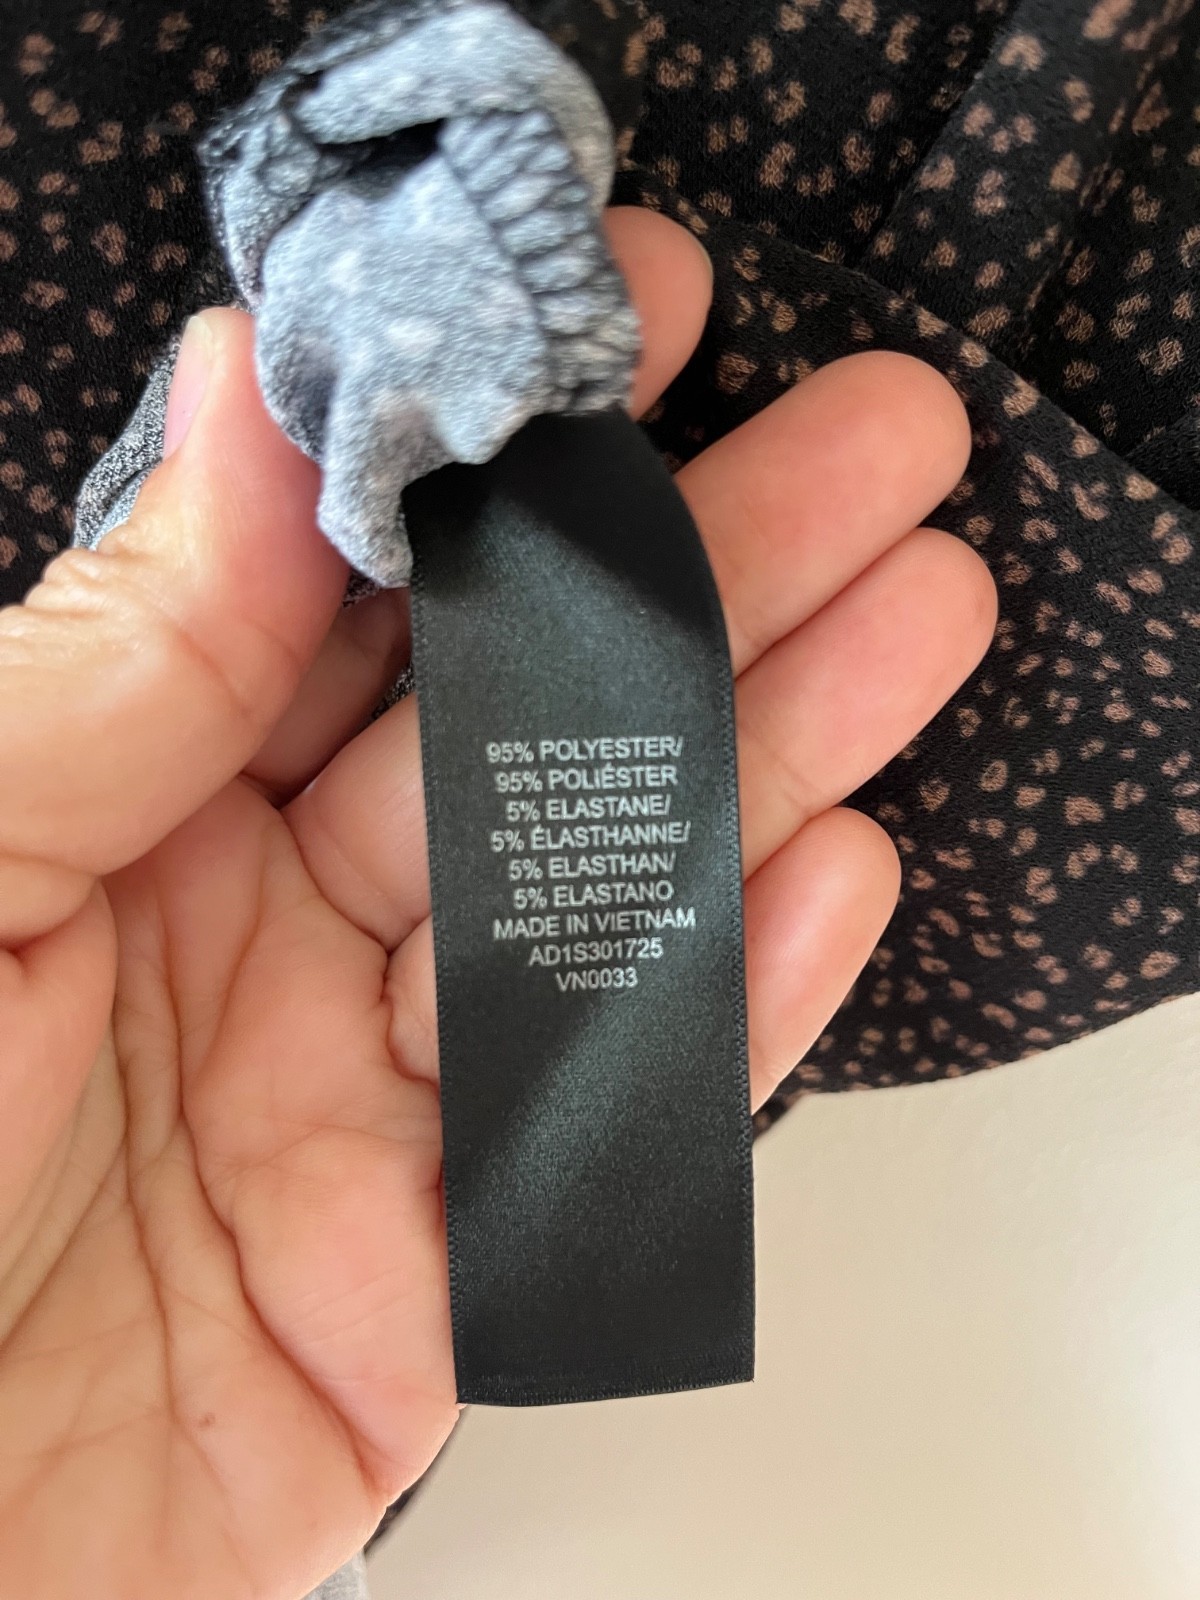 95% POLYESTER/
95% POLIÉSTER
5% ELASTANE/
5% ÉLASTHANNE/
5% ELASTHAN/
5% ELASTANO
MADE IN VIETNAM
AD1S301725
VN0033